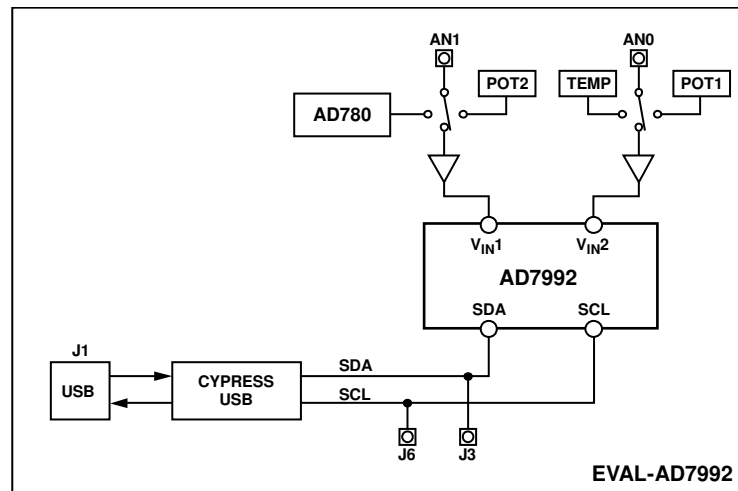 AN1
AN0
POT2
TEMP
POT1
AD780
VIN1
VIN2
AD7992
SDA
SCL
J1
USB
CYPRESS
USB
SDA
SCL
J6
J3
EVAL-AD7992